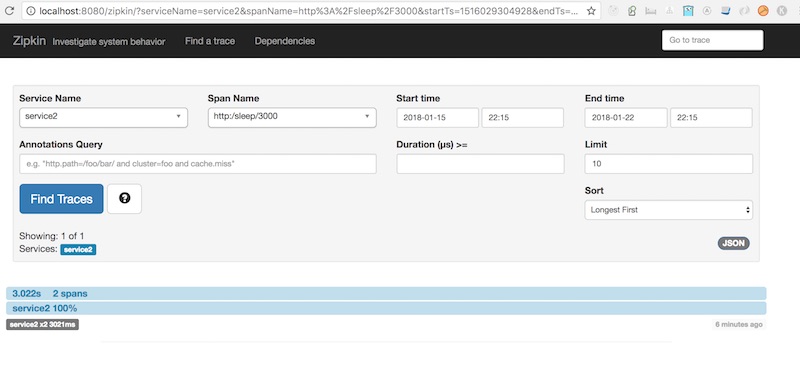 localhost:8080/zipkin/?serviceName=service2&spanName=http%3A%2Fsleep%2F3000&startTs=1516029304928&endTs=...
Zipkin Investigate system behavior Find a trace Dependencies Go to trace
Service Name Span Name Start time End time
service2 http:/sleep/3000 2018-01-15 22:15 2018-01-22 22:15
Annotations Query Duration (μs) >= Limit
e.g. "http.path=/foo/bar/ and cluster=foo and cache.miss" 10
Find Traces ? Sort
Longest First
Showing: 1 of 1
Services: service2 JSON
3.022s 2 spans
service2 100%
service2 x2 3021ms 6 minutes ago